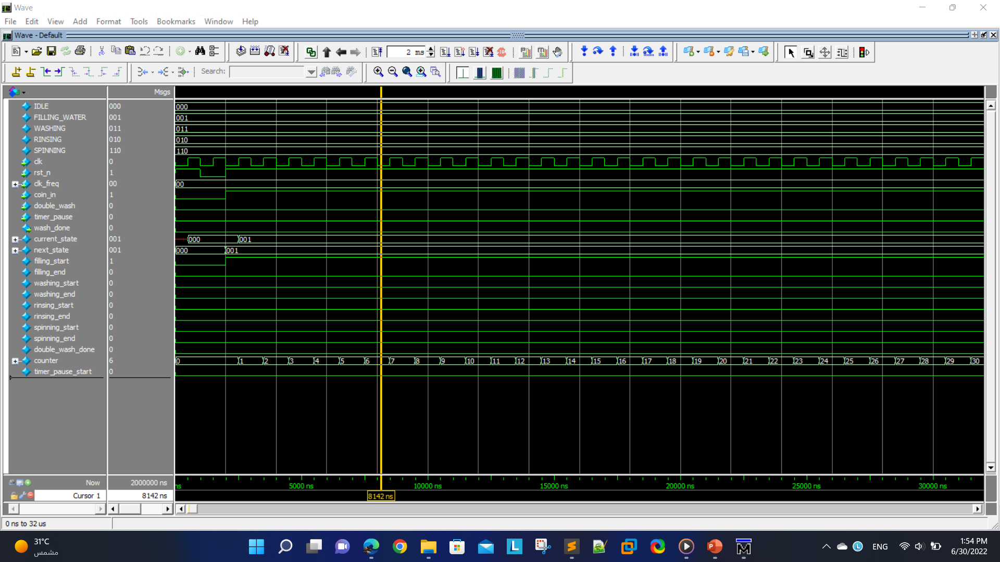 Wave
File Edit View Add Format Tools Bookmarks Window Help
Wave - Default
2 ms
Search:
Msgs
IDLE 000 000
FILLING_WATER 001 001
WASHING 011 011
RINSING 010 010
SPINNING 110 110
clk 0
rst_n 1
clk_freq 00 00
coin_in 1
double_wash 0
timer_pause 0
wash_done 0
current_state 001 000 001
next_state 001 000 001
filling_start 1
filling_end 0
washing_start 0
washing_end 0
rinsing_start 0
rinsing_end 0
spinning_start 0
spinning_end 0
double_wash_done 0
counter 6 0 1 2 3 4 5 6 7 8 9 10 11 12 13 14 15 16 17 18 19 20 21 22 23 24 25 26 27 28 29 30
timer_pause_start 0
Now 2000000 ns ns 5000 ns 10000 ns 15000 ns 20000 ns 25000 ns 30000 ns
Cursor 1 8142 ns 8142 ns
0 ns to 32 us
31°C
مشمس
L
P
M
L
ENG
1:54 PM
6/30/2022